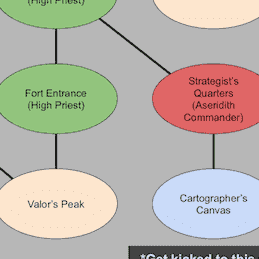 (High Priest)
Fort Entrance
(High Priest)
Strategist's
Quarters
(Aseridith
Commander)
Valor's Peak
Cartographer's
Canvas
*Get kicked to this